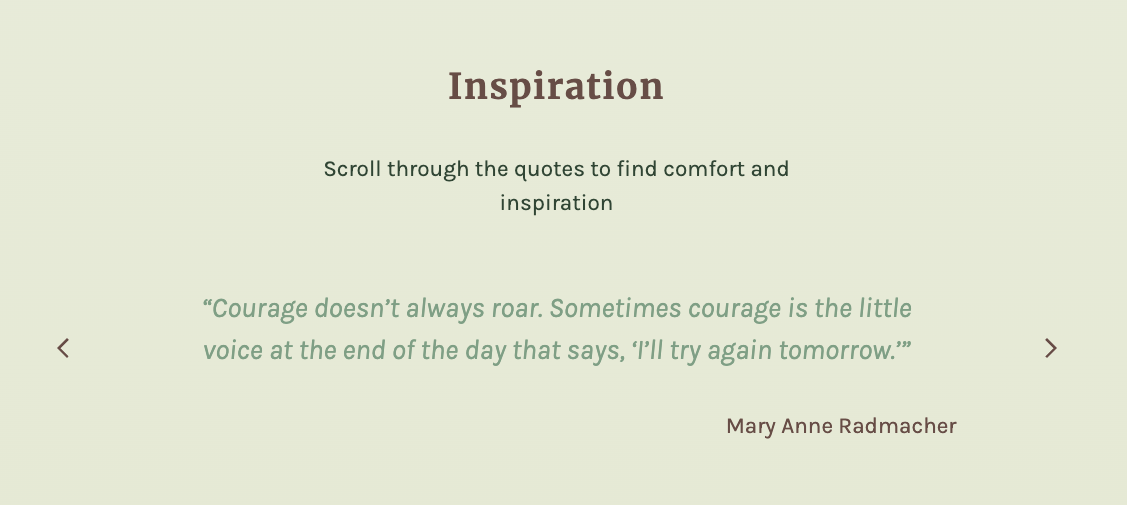 Inspiration
Scroll through the quotes to find comfort and
inspiration
“Courage doesn’t always roar. Sometimes courage is the little
voice at the end of the day that says, ‘I’ll try again tomorrow.’”
Mary Anne Radmacher